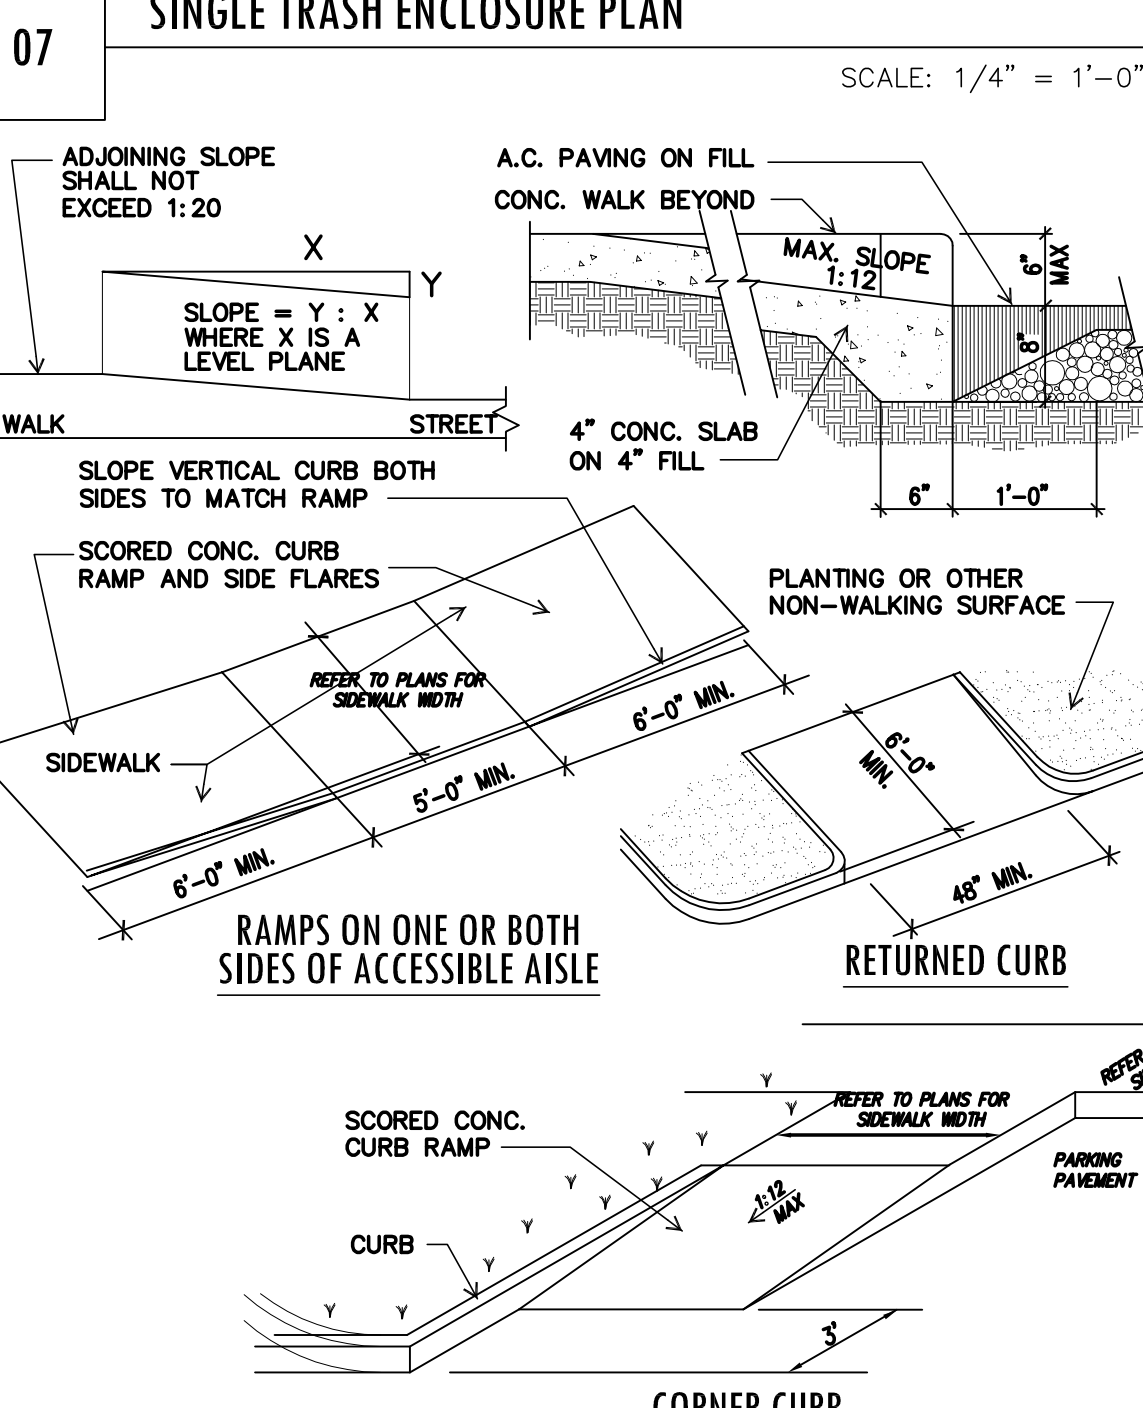 SINGLE TRASH ENCLOSURE PLAN
07
SCALE: 1/4" = 1'-0"
ADJOINING SLOPE
SHALL NOT
EXCEED 1:20
X
Y
SLOPE = Y : X
WHERE X IS A
LEVEL PLANE
WALK
STREET
A.C. PAVING ON FILL
CONC. WALK BEYOND
MAX. SLOPE
1:12
6"
MAX
8"
4" CONC. SLAB
ON 4" FILL
6"
1'-0"
SLOPE VERTICAL CURB BOTH
SIDES TO MATCH RAMP
SCORED CONC. CURB
RAMP AND SIDE FLARES
REFER TO PLANS FOR
SIDEWALK WIDTH
SIDEWALK
6'-0" MIN.
5'-0" MIN.
6'-0" MIN.
RAMPS ON ONE OR BOTH
SIDES OF ACCESSIBLE AISLE
PLANTING OR OTHER
NON-WALKING SURFACE
6'-0"
MIN.
48" MIN.
RETURNED CURB
SCORED CONC.
CURB RAMP
CURB
REFER TO PLANS FOR
SIDEWALK WIDTH
1:12
MAX
REFER
PARKING
PAVEMENT
3'
CORNER CURB